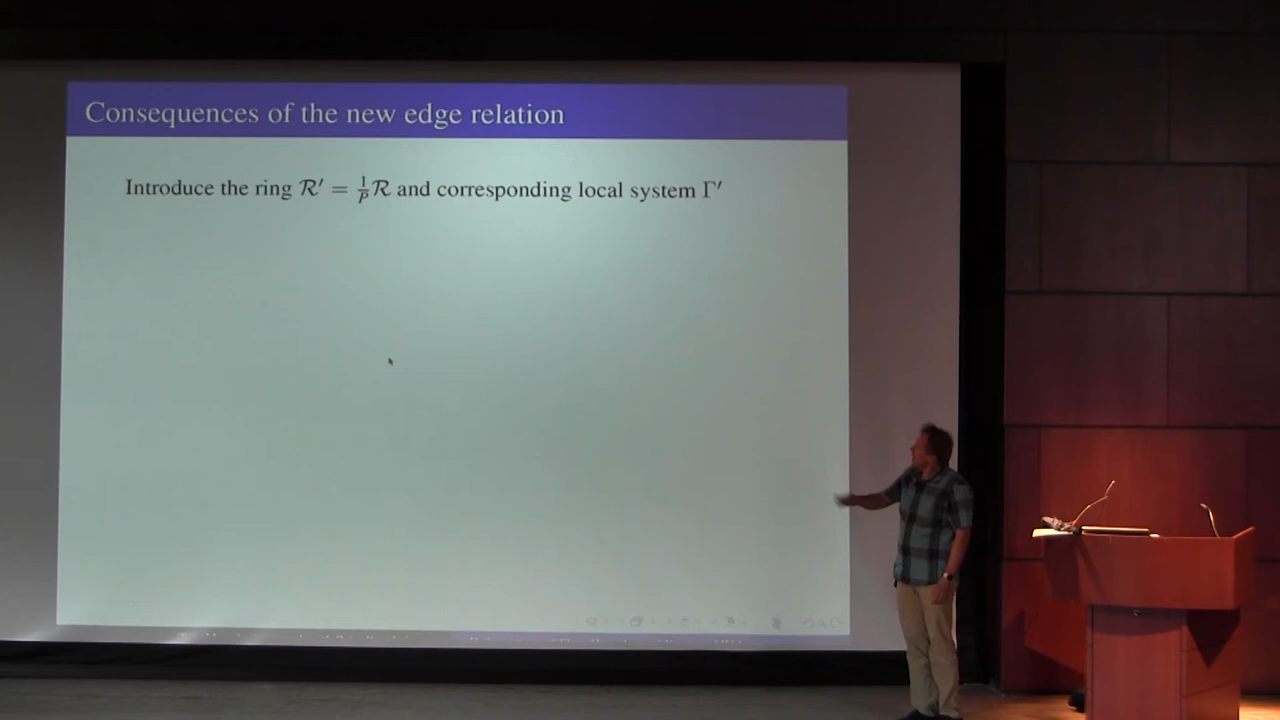 Consequences of the new edge relation
Introduce the ring ℛ′ = 1/P ℛ and corresponding local system Γ′